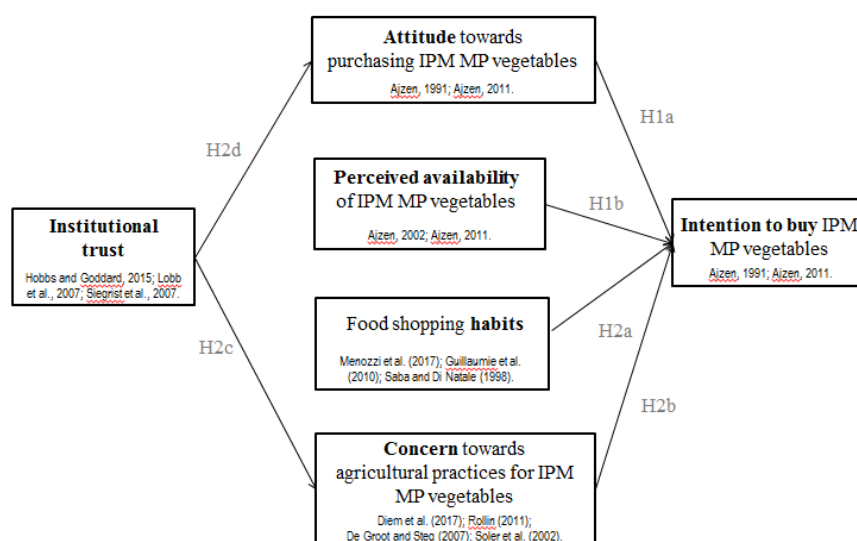 Attitude towards
purchasing IPM MP vegetables
Ajzen, 1991; Ajzen, 2011.
H1a
H2d
Perceived availability
of IPM MP vegetables
Ajzen, 2002; Ajzen, 2011.
H1b
Institutional
trust
Hobbs and Goddard, 2015; Lobb
et al., 2007; Siegrist et al., 2007.
Intention to buy IPM
MP vegetables
Ajzen, 1991; Ajzen, 2011.
Food shopping habits
Menozzi et al. (2017); Guillaumie et al.
(2010); Saba and Di Natale (1998).
H2a
H2c
H2b
Concern towards
agricultural practices for IPM
MP vegetables
Diem et al. (2017); Rollin (2011);
De Groot and Steg (2007); Soler et al. (2002).